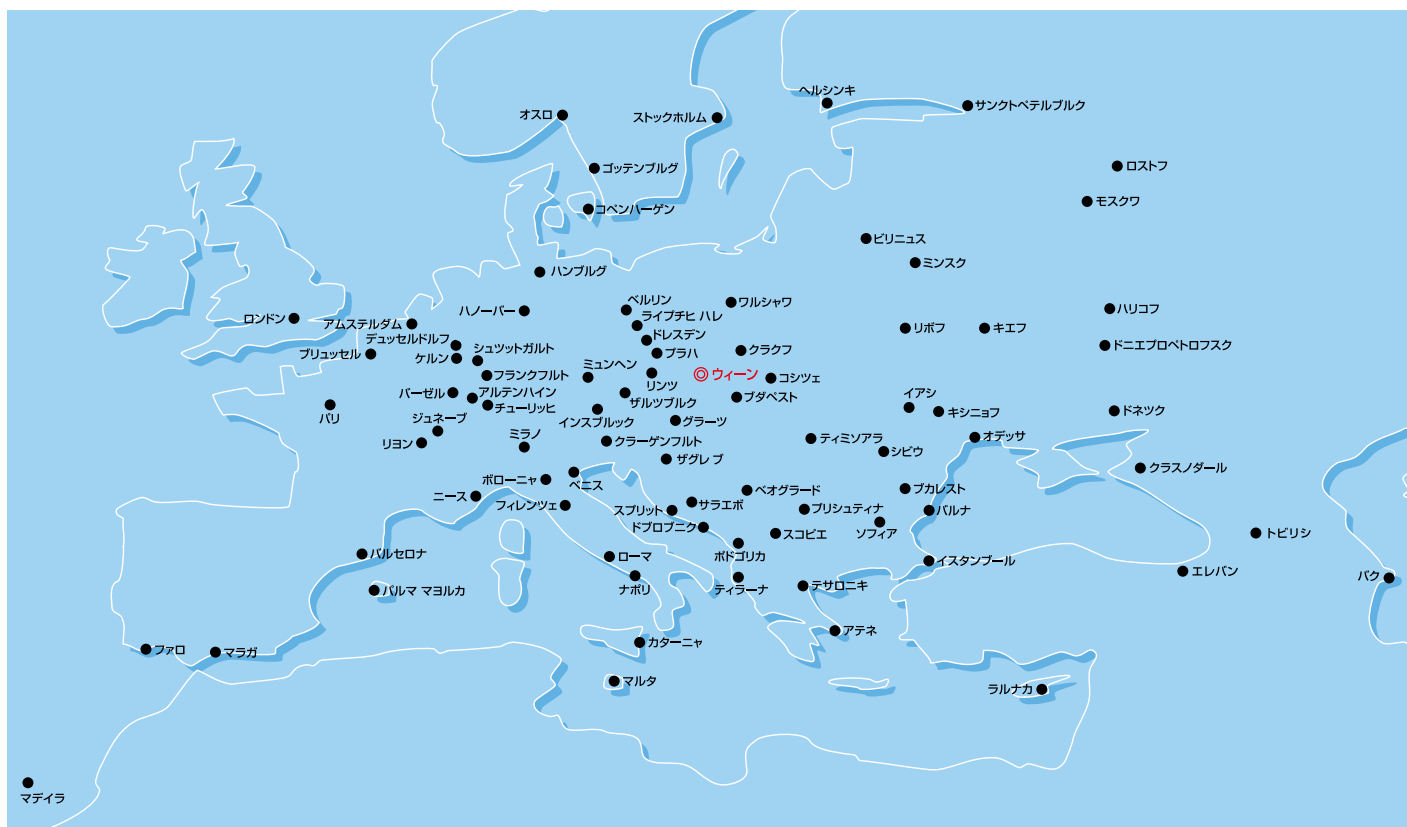 ヘルシンキ
サンクトペテルブルク
オスロ
ストックホルム
ゴッテンブルグ
ロストフ
モスクワ
コペンハーゲン
ビリニュス
ミンスク
ハンブルグ
ベルリン
ワルシャワ
ハノーバー
ライプチヒ ハレ
ハリコフ
ロンドン
アムステルダム
リボフ
キエフ
デュッセルドルフ
ドレスデン
ドニエプロペトロフスク
ブリュッセル
ケルン
シュツットガルト
プラハ
クラクフ
ミュンヘン
フランクフルト
リンツ
ウィーン
コシツェ
バーゼル
アルテンハイン
ザルツブルク
ブダペスト
パリ
チューリッヒ
インスブルック
イアシ
キシニョフ
ドネツク
ジュネーブ
グラーツ
リヨン
ミラノ
クラーゲンフルト
ティミソアラ
オデッサ
シビウ
ザグレブ
クラスノダール
ボローニャ
ベニス
ニース
フィレンツェ
ベオグラード
ブカレスト
スプリット
サラエボ
プリシュティナ
バルナ
ドブロブニク
スコピエ
ソフィア
トビリシ
バルセロナ
ローマ
ポドゴリカ
イスタンブール
エレバン
バク
パルマ マヨルカ
ナポリ
ティラーナ
テサロニキ
アテネ
ファロ
マラガ
カターニャ
マルタ
ラルナカ
マデイラ